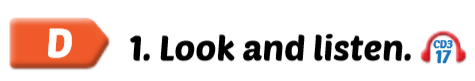 D 1. Look and listen. CD3
17